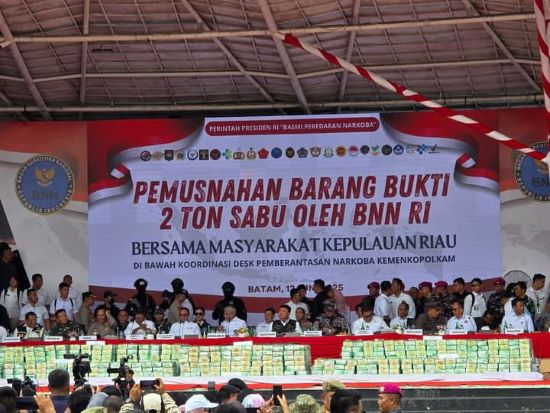 PERINTAH PRESIDEN RI "BASMI PEREDARAN NARKOBA"
PEMUSNAHAN BARANG BUKTI
2 TON SABU OLEH BNN RI
BERSAMA MASYARAKAT KEPULAUAN RIAU
DI BAWAH KOORDINASI DESK PEMBERANTASAN NARKOBA KEMENKOPOLKAM
BATAM,
BNN
BNN